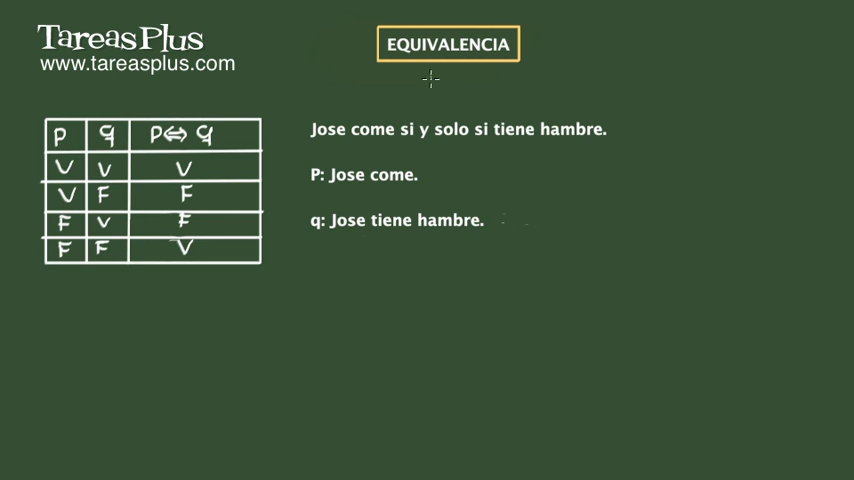 TareasPlus
www.tareasplus.com
EQUIVALENCIA
P q P⇔q
V V V
V F F
F V F
F F V
Jose come si y solo si tiene hambre.
P: Jose come.
q: Jose tiene hambre.